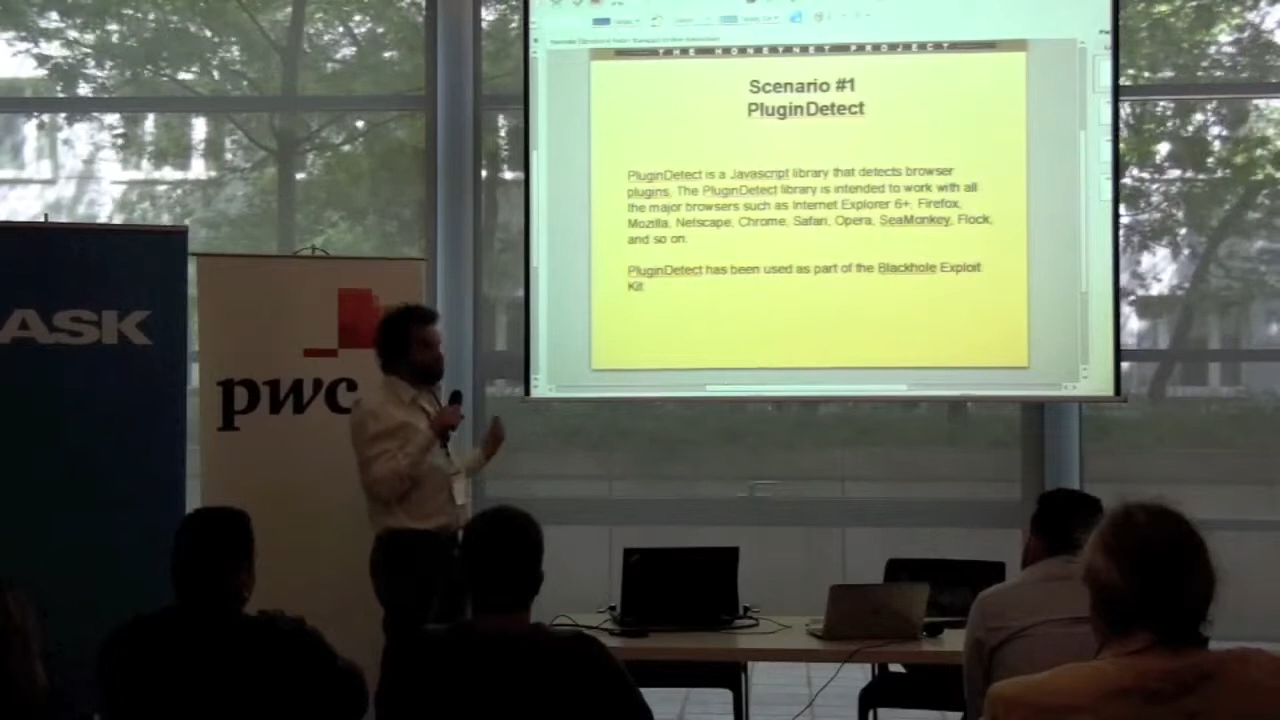 THE HONEYNET PROJECT
Scenario #1
PluginDetect
PluginDetect is a Javascript library that detects browser
plugins. The PluginDetect library is intended to work with all
the major browsers such as Internet Explorer 6+, Firefox,
Mozilla, Netscape, Chrome, Safari, Opera, SeaMonkey, Flock,
and so on.
PluginDetect has been used as part of the Blackhole Exploit
Kit
ASK
pwc